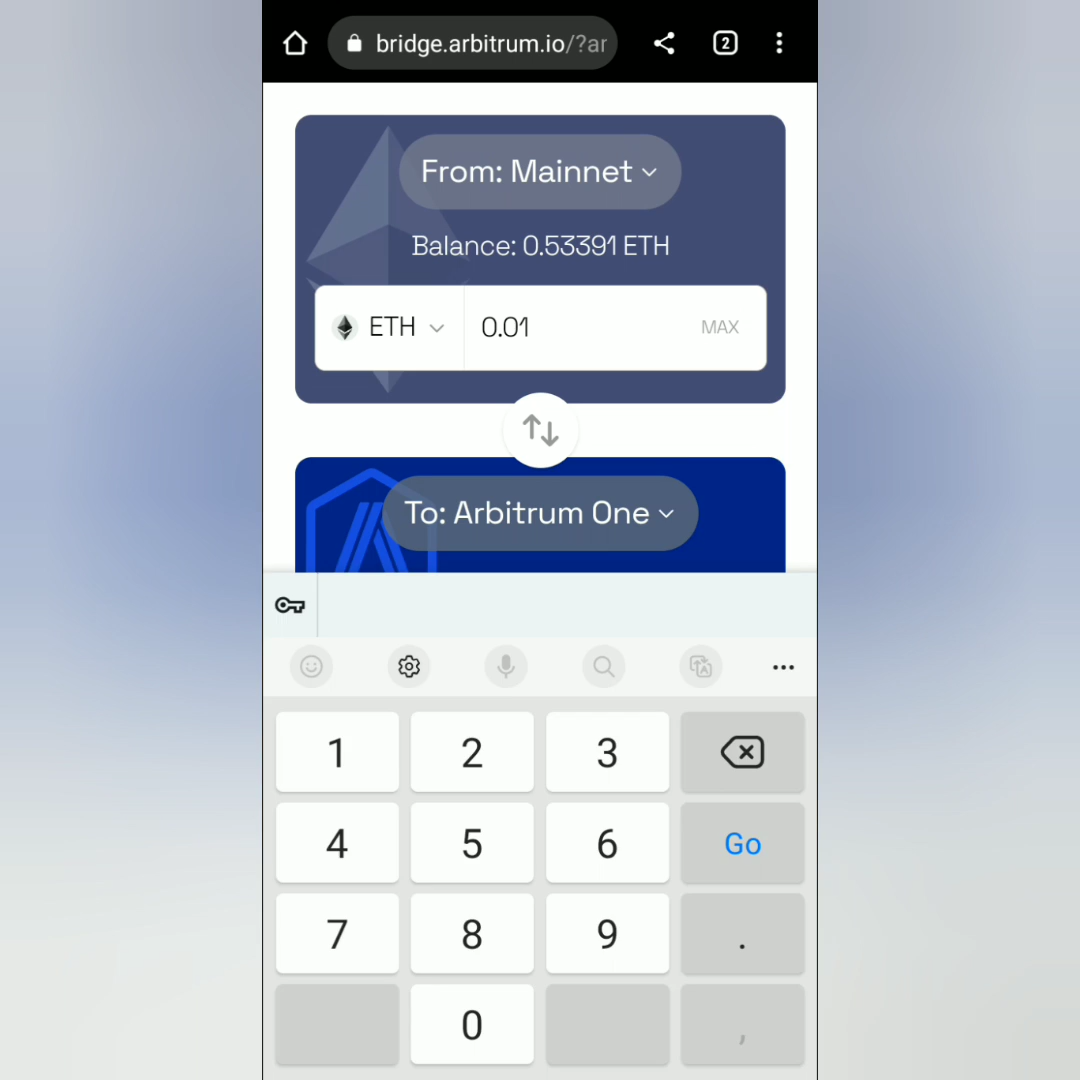 bridge.arbitrum.io/?ar
2
From: Mainnet
Balance: 0.53391 ETH
ETH 0.01 MAX
To: Arbitrum One
1 2 3
4 5 6 Go
7 8 9 .
0 ,